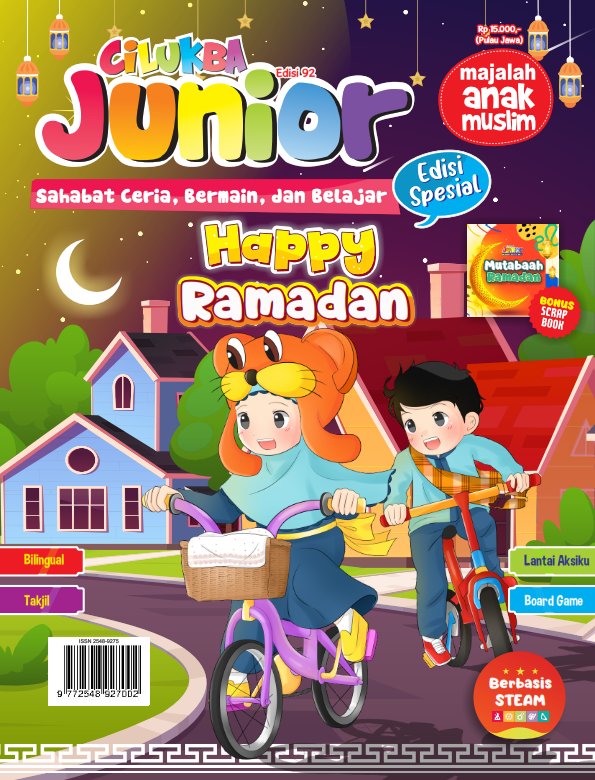 CILUKBA
Junior
Edisi 92
Rp 15.000,-
(Pulau Jawa)
majalah
anak
muslim
Sahabat Ceria, Bermain, dan Belajar
Edisi
Spesial
Happy
Ramadan
Mutabaah
Ramadan
BONUS
SCRAP
BOOK
Bilingual
Takjil
Lantai Aksiku
Board Game
ISSN 2548-9275
9 772548 927002
Berbasis
STEAM